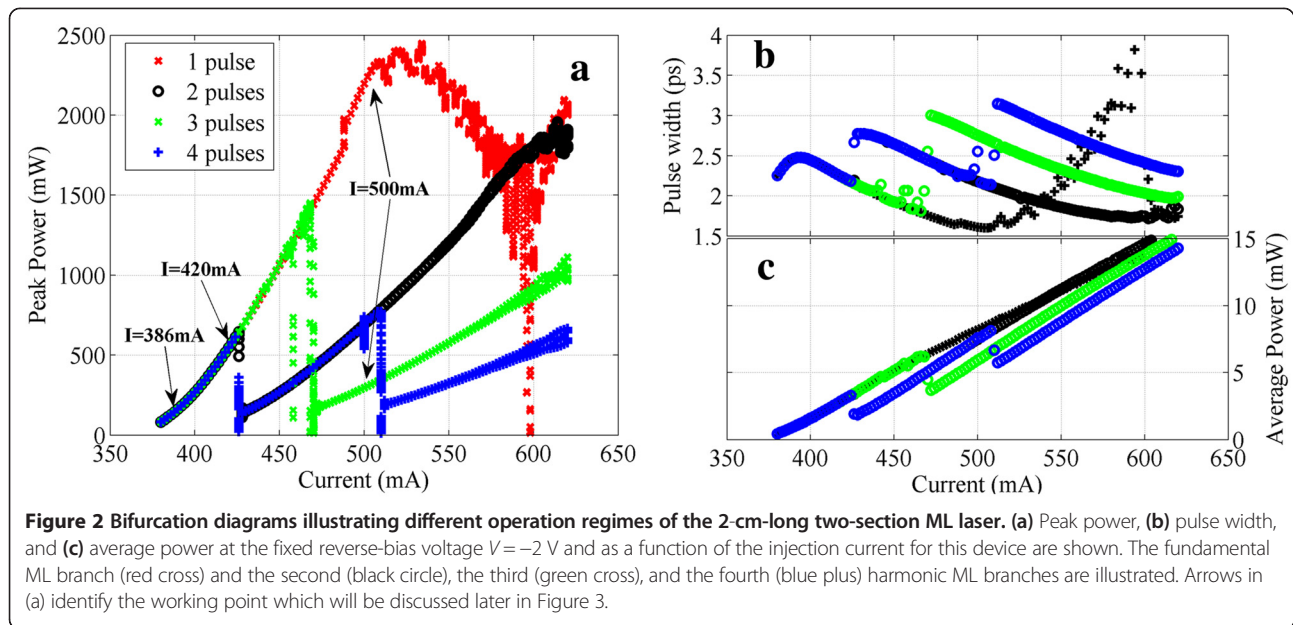 2500
2000
1500
1000
500
0
Peak Power (mW)
1 pulse
2 pulses
3 pulses
4 pulses
a
I=500mA
I=420mA
I=386mA
350 400 450 500 550 600 650
Current (mA)
4
3.5
3
2.5
2
1.5
Pulse width (ps)
b
c
15
10
5
0
Average Power (mW)
350 400 450 500 550 600 650
Current (mA)
Figure 2 Bifurcation diagrams illustrating different operation regimes of the 2-cm-long two-section ML laser. (a) Peak power, (b) pulse width,
and (c) average power at the fixed reverse-bias voltage V = −2 V and as a function of the injection current for this device are shown. The fundamental
ML branch (red cross) and the second (black circle), the third (green cross), and the fourth (blue plus) harmonic ML branches are illustrated. Arrows in
(a) identify the working point which will be discussed later in Figure 3.